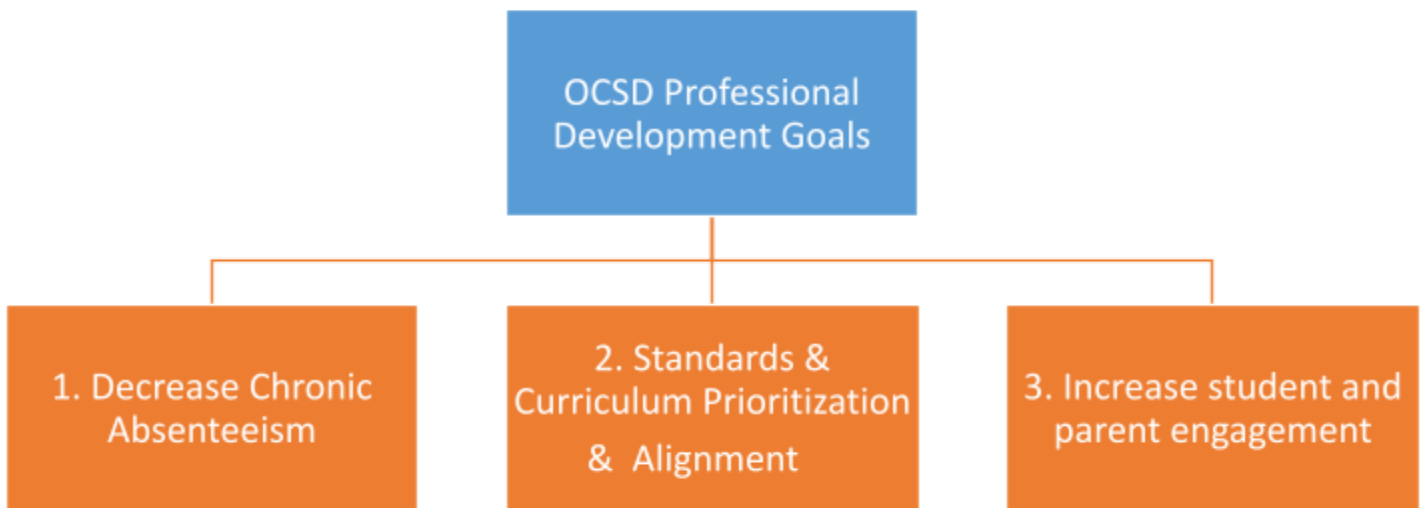 OCSD Professional
Development Goals
1. Decrease Chronic
Absenteeism
2. Standards &
Curriculum Prioritization
& Alignment
3. Increase student and
parent engagement